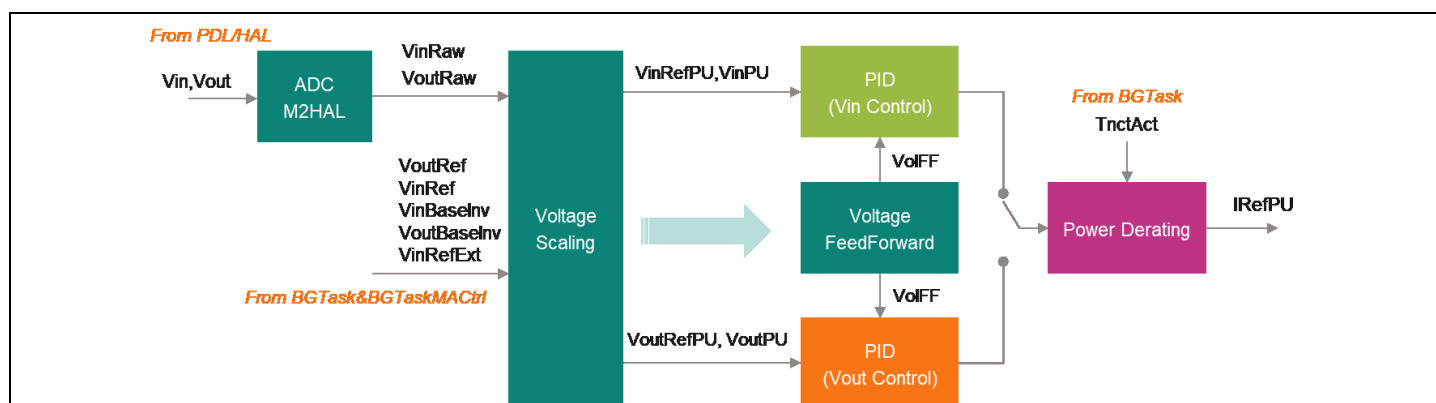 From PDL/HAL
Vin,Vout
ADC
M2HAL
VinRaw
VoutRaw
VoutRef
VinRef
VinBaseInv
VoutBaseInv
VinRefExt
From BGTask&BGTaskMACtrl
Voltage
Scaling
VinRefPU,VinPU
VoutRefPU, VoutPU
PID
(Vin Control)
VolFF
Voltage
FeedForward
VolFF
PID
(Vout Control)
From BGTask
TnctAct
Power Derating
IRefPU